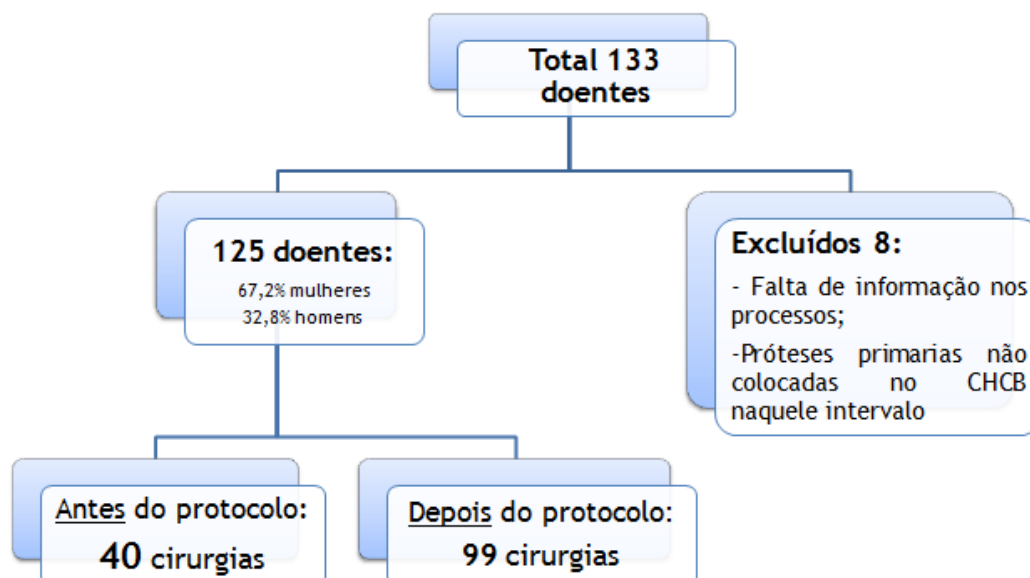 Total 133
doentes
125 doentes:
67,2% mulheres
32,8% homens
Excluídos 8:
- Falta de informação nos
processos;
-Próteses primarias não
colocadas no CHCB
naquele intervalo
Antes do protocolo:
40 cirurgias
Depois do protocolo:
99 cirurgias